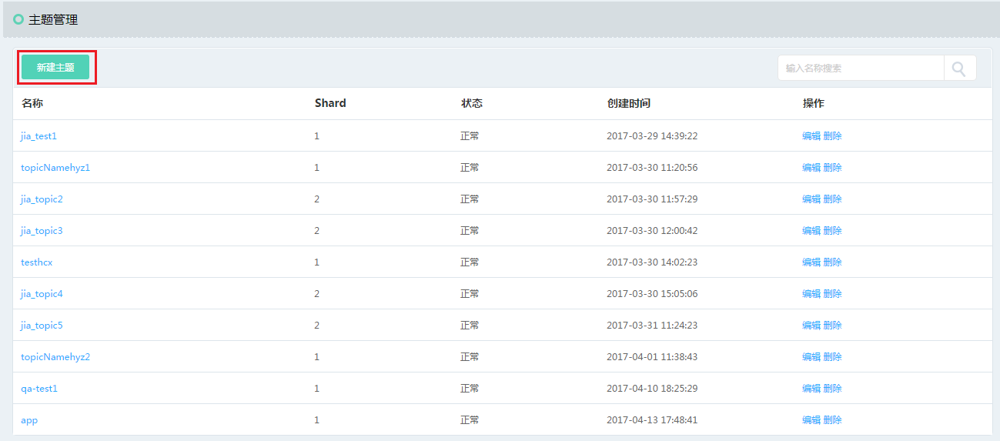 主题管理
新建主题 输入名称搜索
名称 Shard 状态 创建时间 操作
jia_test1 1 正常 2017-03-29 14:39:22 编辑 删除
topicNamehyz1 1 正常 2017-03-30 11:20:56 编辑 删除
jia_topic2 2 正常 2017-03-30 11:57:29 编辑 删除
jia_topic3 2 正常 2017-03-30 12:00:42 编辑 删除
testhcx 1 正常 2017-03-30 14:02:23 编辑 删除
jia_topic4 2 正常 2017-03-30 15:05:06 编辑 删除
jia_topic5 2 正常 2017-03-31 11:24:23 编辑 删除
topicNamehyz2 1 正常 2017-04-01 11:38:43 编辑 删除
qa-test1 1 正常 2017-04-10 18:25:29 编辑 删除
app 1 正常 2017-04-13 17:48:41 编辑 删除